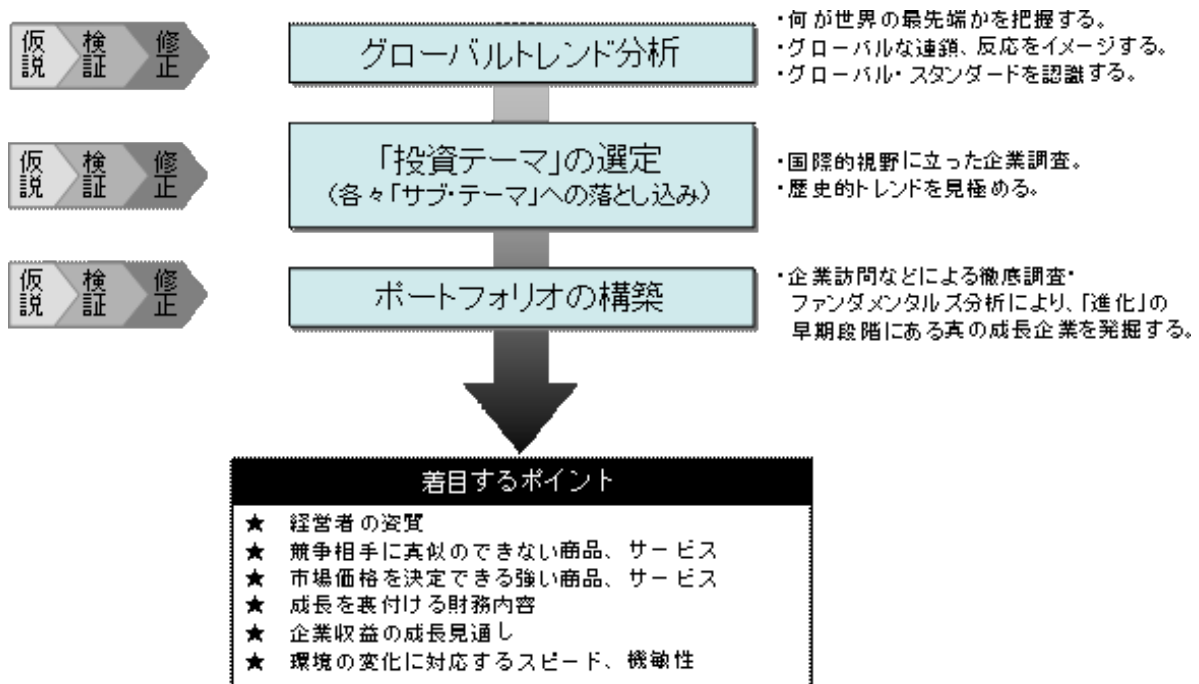 仮説 検証 修正
グローバルトレンド分析
・何が世界の最先端かを把握する。
・グローバルな連鎖、反応をイメージする。
・グローバル・スタンダードを認識する。
仮説 検証 修正
「投資テーマ」の選定
(各々「サブ・テーマ」への落とし込み)
・国際的視野に立った企業調査。
・歴史的トレンドを見極める。
仮説 検証 修正
ポートフォリオの構築
・企業訪問などによる徹底調査・
ファンダメンタルズ分析により、「進化」の
早期段階にある真の成長企業を発掘する。
着目するポイント
★ 経営者の資質
★ 競争相手に真似のできない商品、サービス
★ 市場価格を決定できる強い商品、サービス
★ 成長を裏付ける財務内容
★ 企業収益の成長見通し
★ 環境の変化に対応するスピード、機敏性